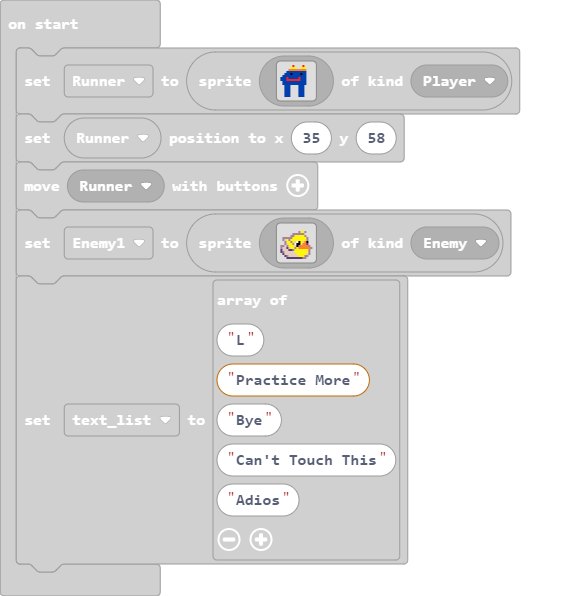 on start
set Runner to sprite of kind Player
set Runner position to x 35 y 58
move Runner with buttons
set Enemy1 to sprite of kind Enemy
array of
"L"
"Practice More"
"Bye"
set text_list to "Can't Touch This"
"Adios"